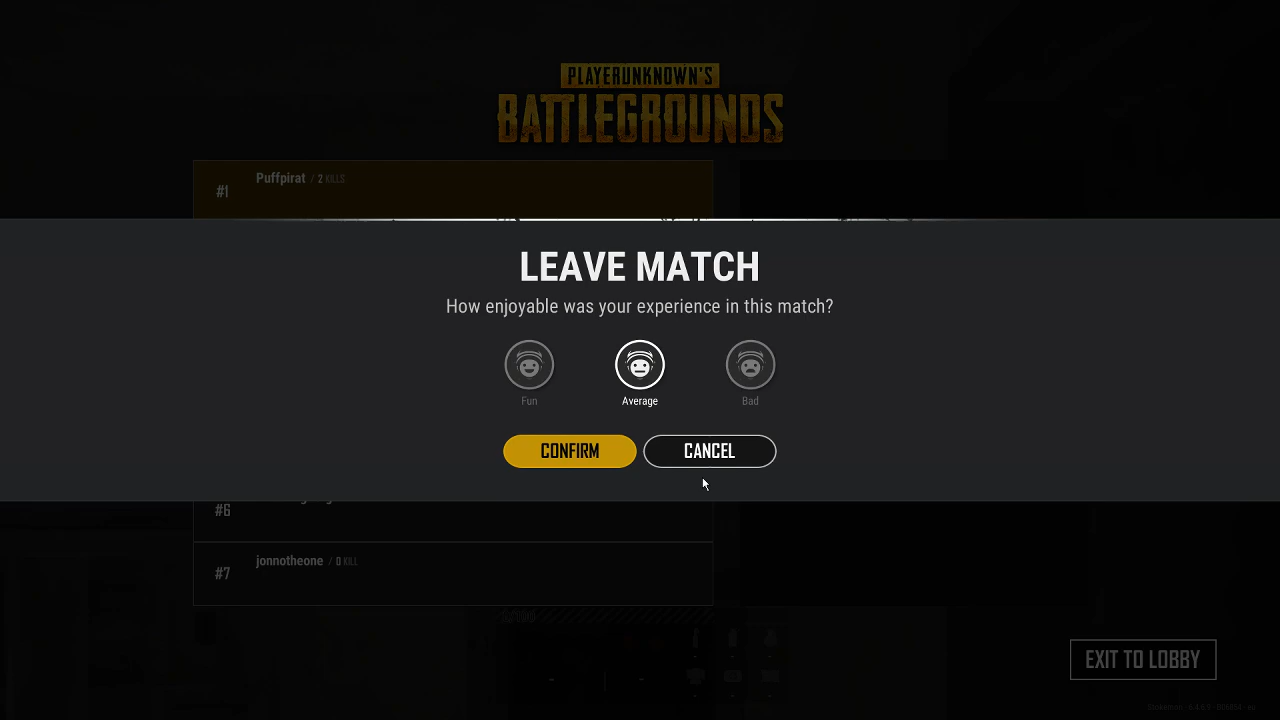 PLAYERUNKNOWN'S
BATTLEGROUNDS
#1 Puffpirat / 2 KILLS
LEAVE MATCH
How enjoyable was your experience in this match?
Fun Average Bad
CONFIRM CANCEL
#6
#7 jonnotheone / 0 KILL
EXIT TO LOBBY